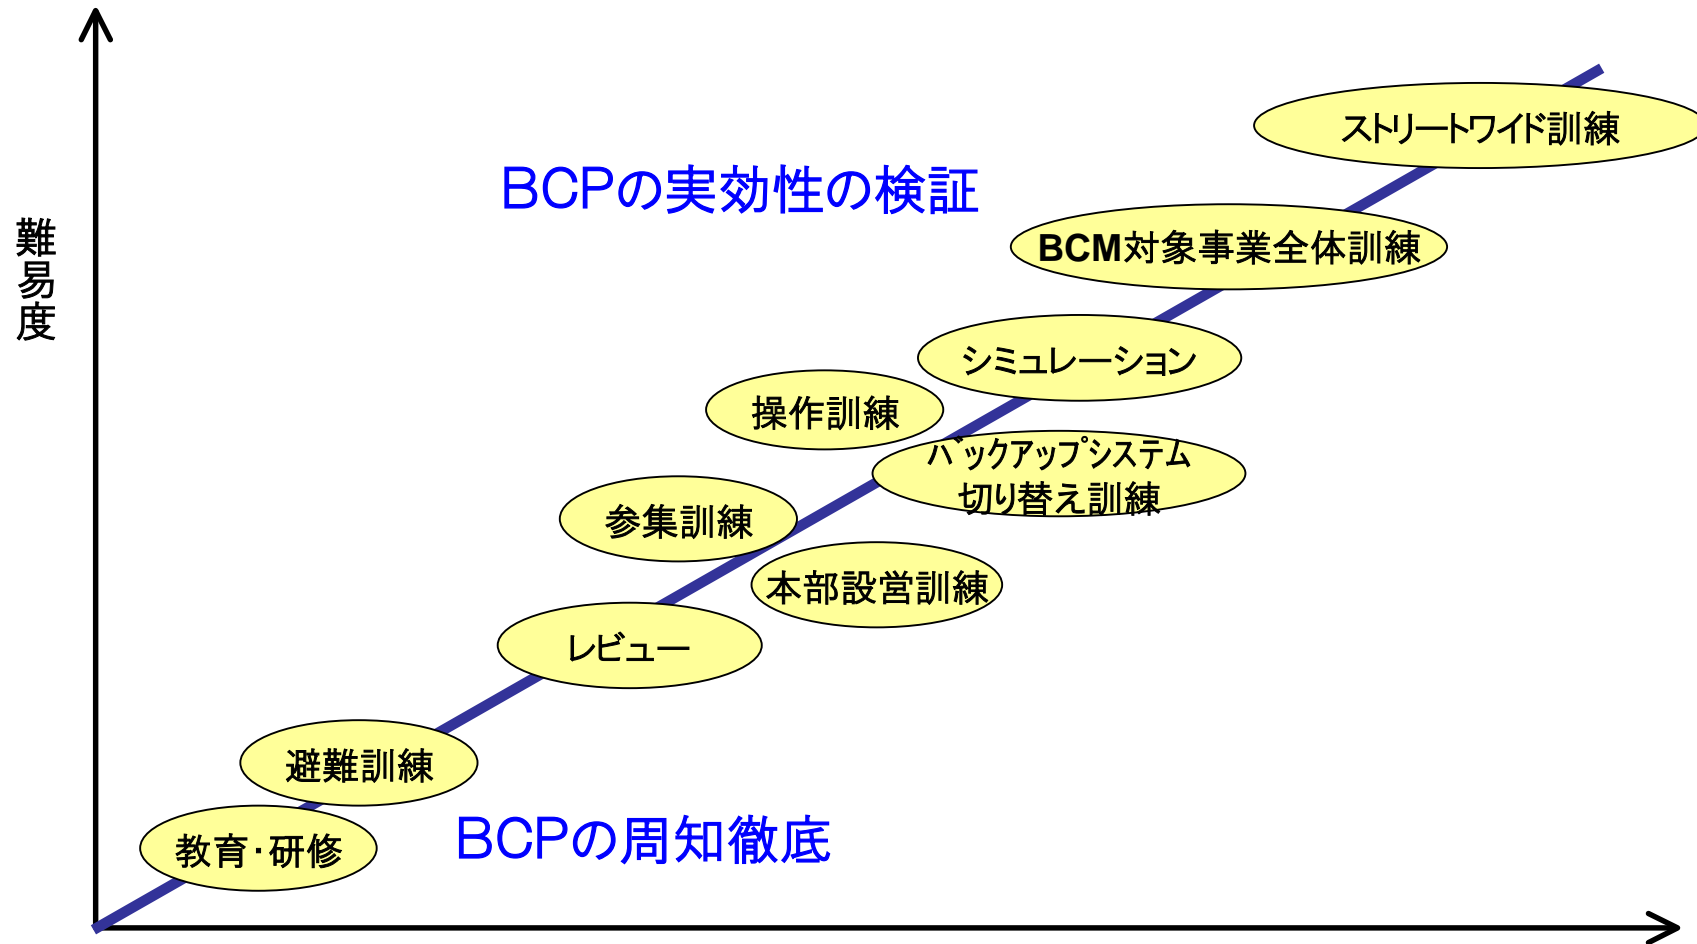 ストリートワイド訓練
BCPの実効性の検証
難易度
BCM対象事業全体訓練
シミュレーション
操作訓練
バックアップシステム
切り替え訓練
参集訓練
本部設営訓練
レビュー
避難訓練
教育・研修
BCPの周知徹底